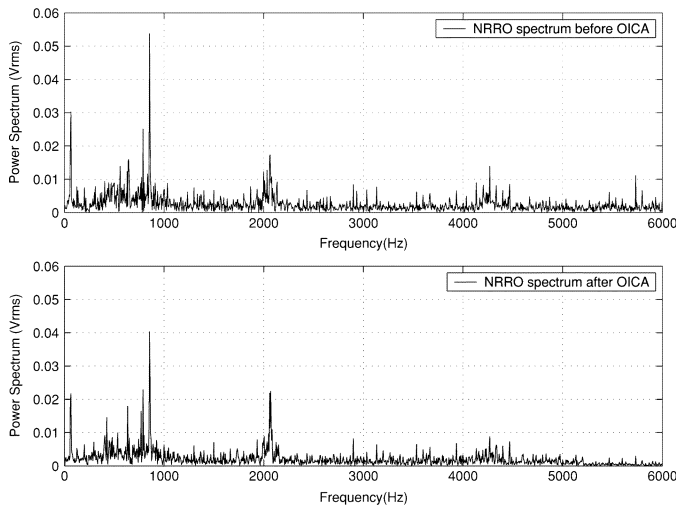 NRRO spectrum before OICA
Power Spectrum (Vrms)
0.06
0.05
0.04
0.03
0.02
0.01
0
0 1000 2000 3000 4000 5000 6000
Frequency(Hz)
NRRO spectrum after OICA
Power Spectrum (Vrms)
0.06
0.05
0.04
0.03
0.02
0.01
0
0 1000 2000 3000 4000 5000 6000
Frequency(Hz)